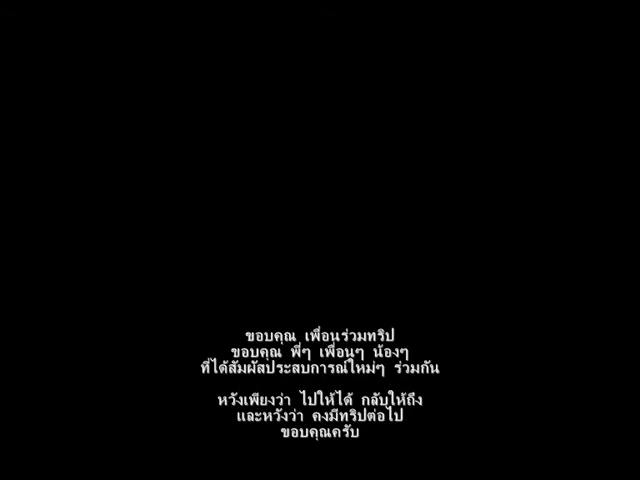 ขอบคุณ เพื่อนร่วมทริป
ขอบคุณ พี่ๆ เพื่อนๆ น้องๆ
ที่ได้สัมผัสประสบการณ์ใหม่ๆ ร่วมกัน
หวังเพียงว่า ไปให้ได้ กลับให้ถึง
และหวังว่า คงมีทริปต่อไป
ขอบคุณครับ